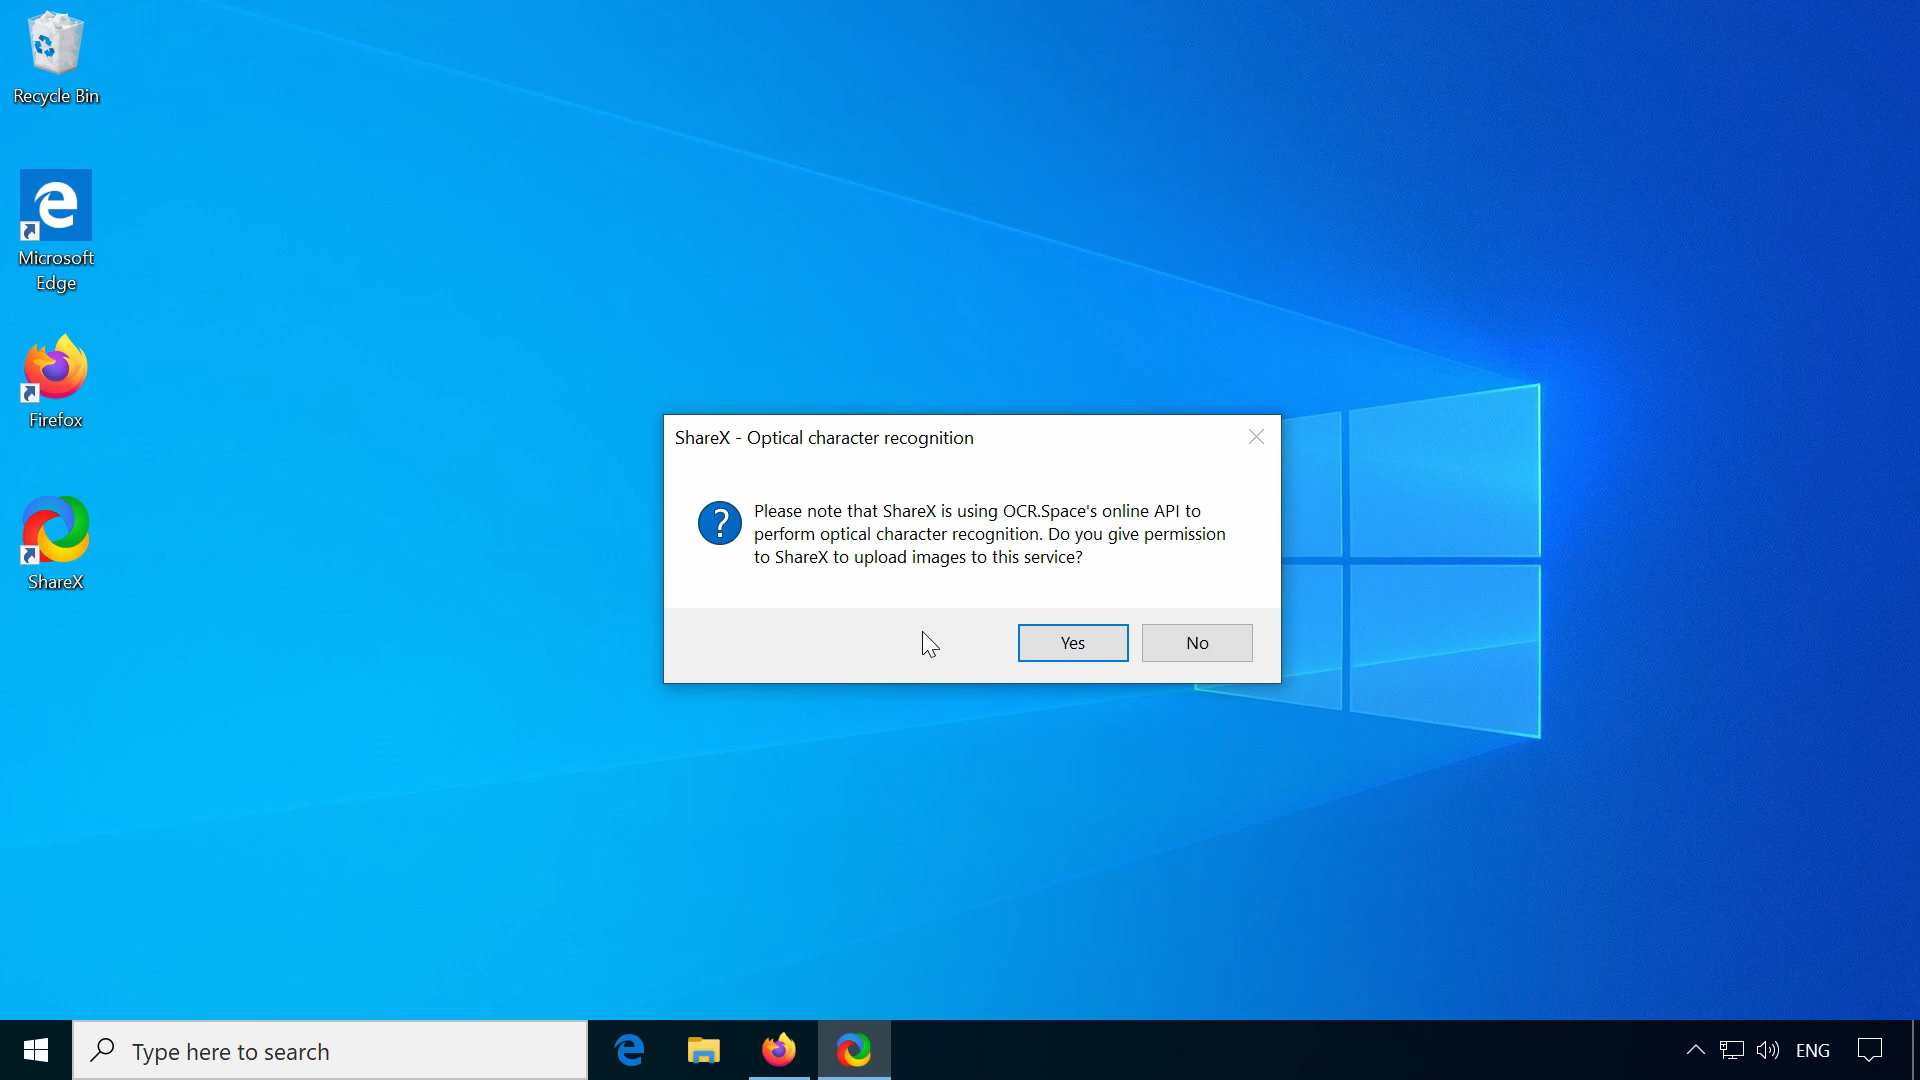 Recycle Bin
Microsoft
Edge
Firefox
ShareX
ShareX - Optical character recognition
Please note that ShareX is using OCR.Space's online API to
perform optical character recognition. Do you give permission
to ShareX to upload images to this service?
Yes
No
Type here to search
ENG